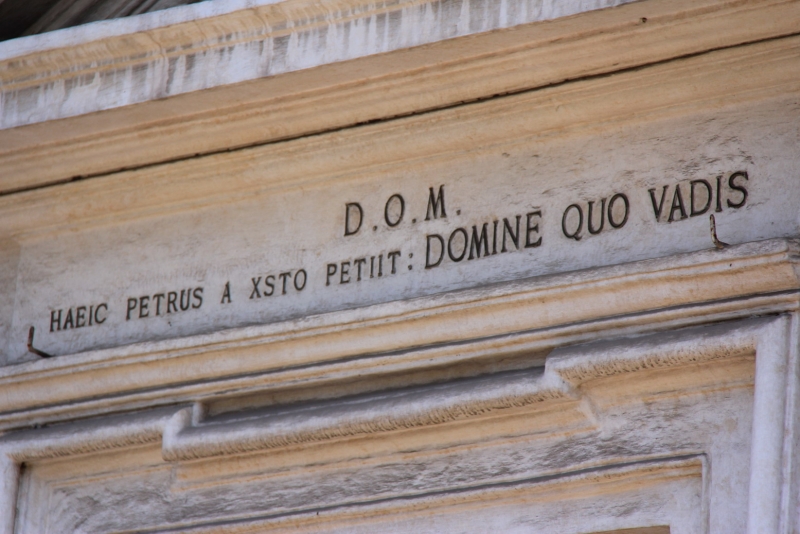 D.O.M.
HAEIC PETRUS A XSTO PETIIT: DOMINE QUO VADIS